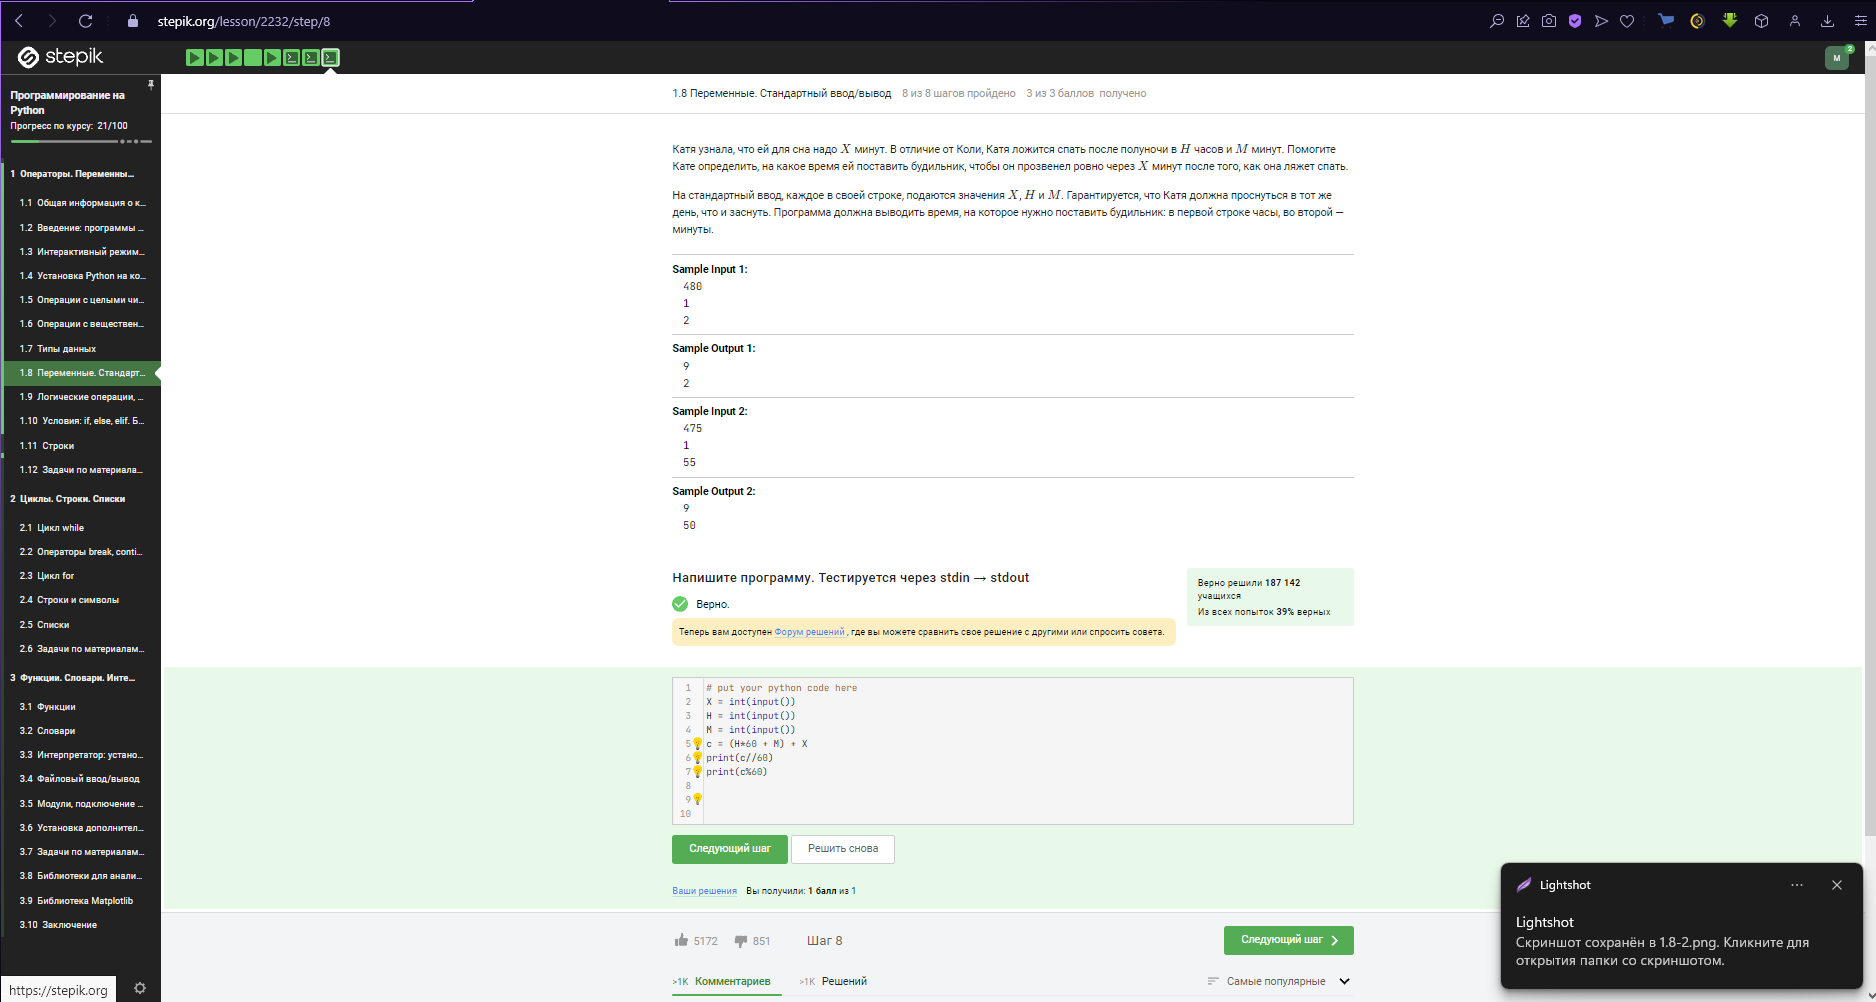 stepik.org/lesson/2232/step/8
stepik
M
2
Программирование на
Python
Прогресс по курсу: 21/100
1 Операторы. Переменны...
1.1 Общая информация о к...
1.2 Введение: программы ...
1.3 Интерактивный режим...
1.4 Установка Python на ко...
1.5 Операции с целыми чи...
1.6 Операции с веществен...
1.7 Типы данных
1.8 Переменные. Стандарт...
1.9 Логические операции, ...
1.10 Условия: if, else, elif. Б...
1.11 Строки
1.12 Задачи по материала...
2 Циклы. Строки. Списки
2.1 Цикл while
2.2 Операторы break, conti...
2.3 Цикл for
2.4 Строки и символы
2.5 Списки
2.6 Задачи по материалам...
3 Функции. Словари. Инте...
3.1 Функции
3.2 Словари
3.3 Интерпретатор: устано...
3.4 Файловый ввод/вывод
3.5 Модули, подключение ...
3.6 Установка дополнител...
3.7 Задачи по материалам...
3.8 Библиотеки для анали...
3.9 Библиотека Matplotlib
3.10 Заключение
https://stepik.org
1.8 Переменные. Стандартный ввод/вывод 8 из 8 шагов пройдено 3 из 3 баллов получено
Катя узнала, что ей для сна надо X минут. В отличие от Коли, Катя ложится спать после полуночи в H часов и M минут. Помогите
Кате определить, на какое время ей поставить будильник, чтобы он прозвенел ровно через X минут после того, как она ляжет спать.
На стандартный ввод, каждое в своей строке, подаются значения X, H и M. Гарантируется, что Катя должна проснуться в тот же
день, что и заснуть. Программа должна выводить время, на которое нужно поставить будильник: в первой строке часы, во второй —
минуты.
Sample Input 1:
480
1
2
Sample Output 1:
9
2
Sample Input 2:
475
1
55
Sample Output 2:
9
50
Напишите программу. Тестируется через stdin → stdout
Верно.
Теперь вам доступен Форум решений, где вы можете сравнить свое решение с другими или спросить совета.
Верно решили 187 142
учащихся
Из всех попыток 39% верных
1 # put your python code here
2 X = int(input())
3 H = int(input())
4 M = int(input())
5 c = (H*60 + M) + X
6 print(c//60)
7 print(c%60)
8
9
10
Следующий шаг Решить снова
Ваши решения Вы получили: 1 балл из 1
5172 851 Шаг 8
Следующий шаг
>1K Комментариев >1K Решений
Самые популярные
Lightshot
Lightshot
Скриншот сохранён в 1.8-2.png. Кликните для
открытия папки со скриншотом.